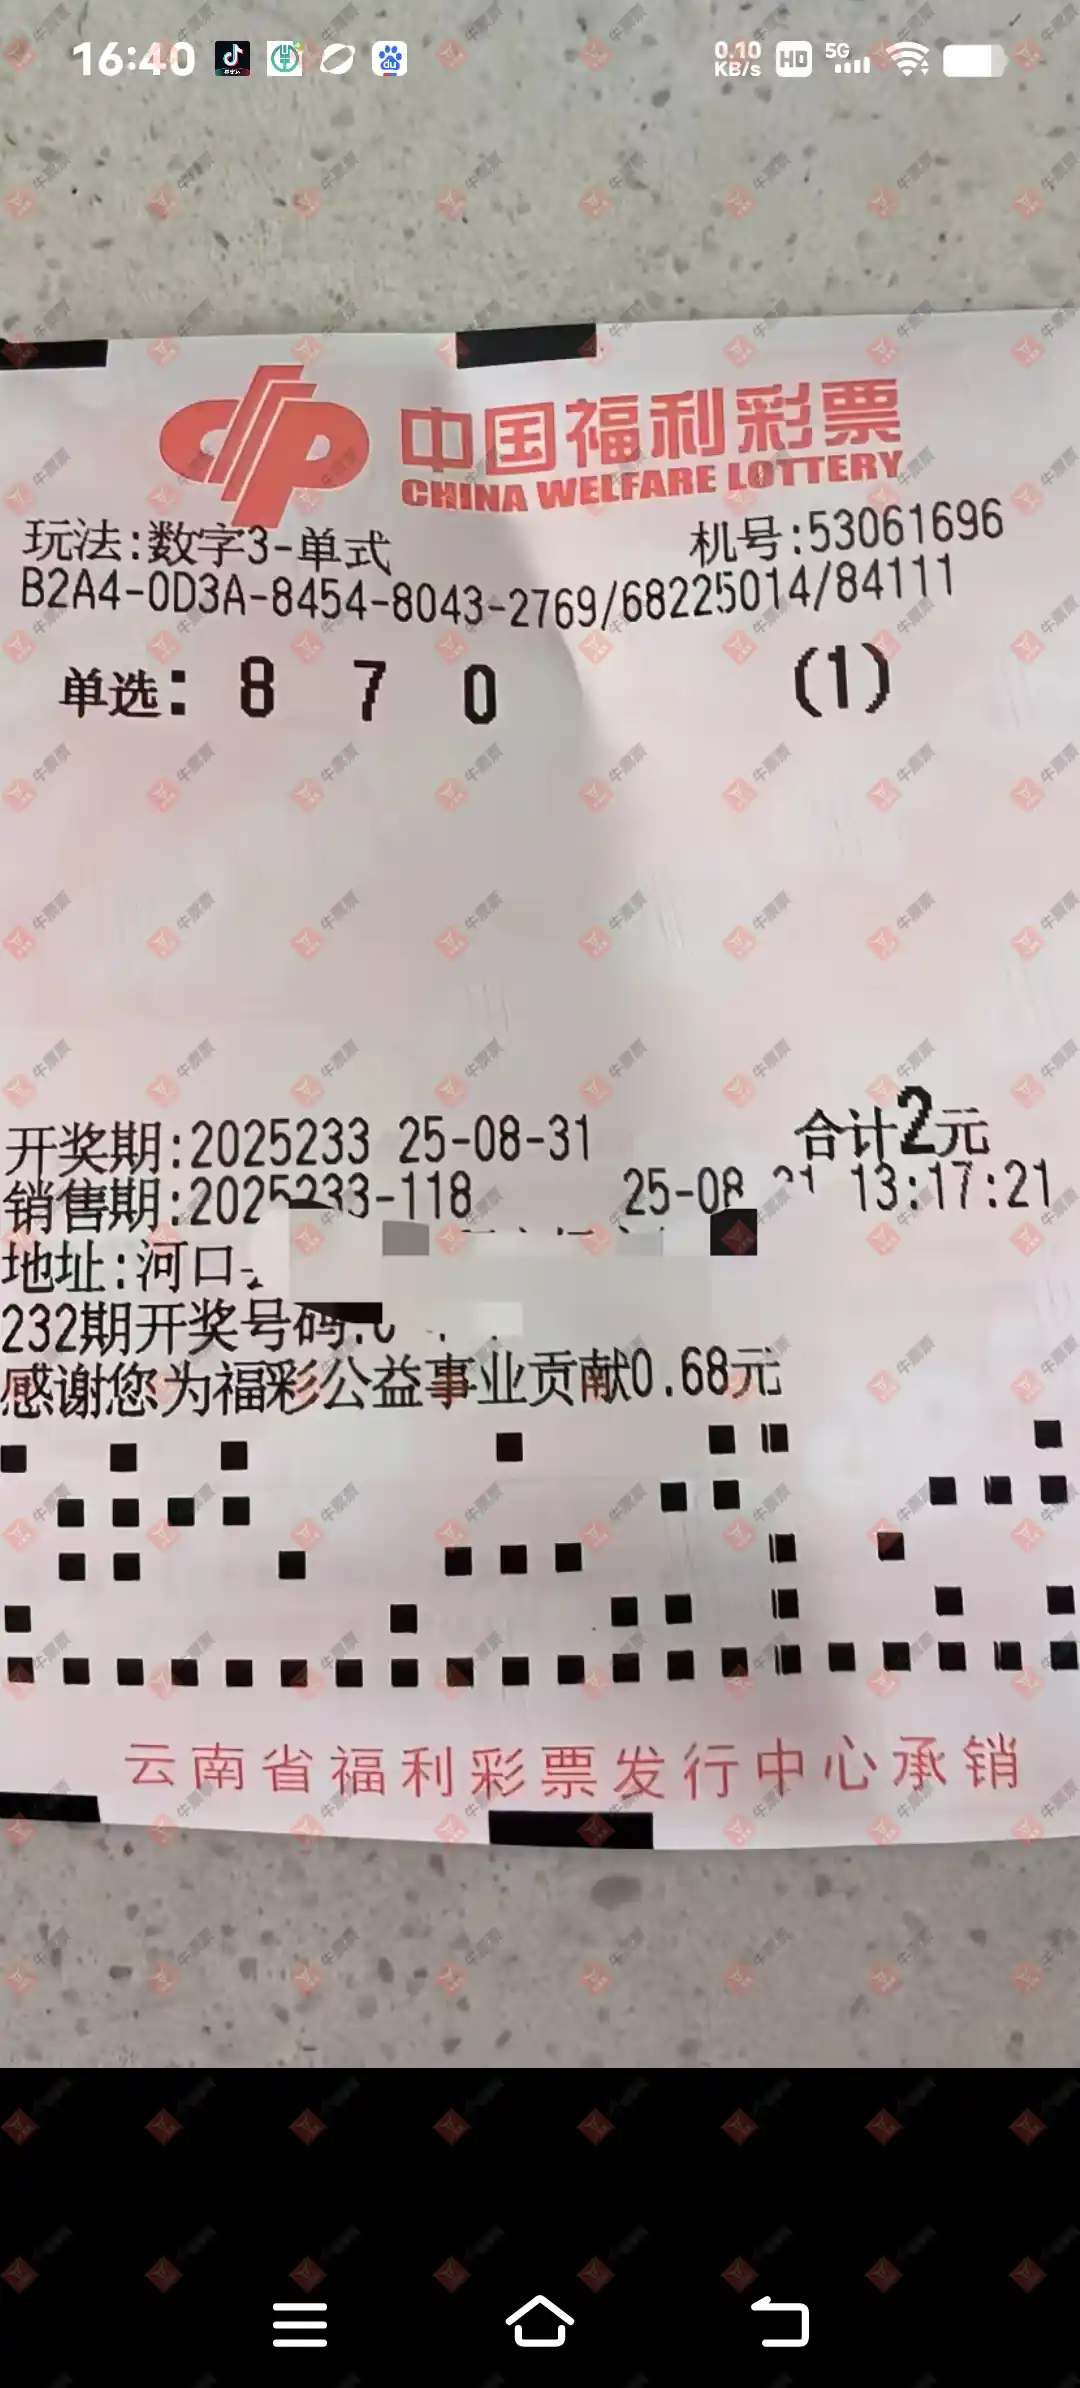 16:40
0.10 KB/s HD 5G
中国福利彩票
CHINA WELFARE LOTTERY
玩法:数字3-单式 机号:53061696
B2A4-0D3A-8454-8043-2769/68225014/84111
单选: 8 7 0 (1)
开奖期:2025233 25-08-31 合计2元
销售期:2025233-118 25-08 13:17:21
地址:河口
232期开奖号码:
感谢您为福彩公益事业贡献0.68元
云南省福利彩票发行中心承销
牛票票